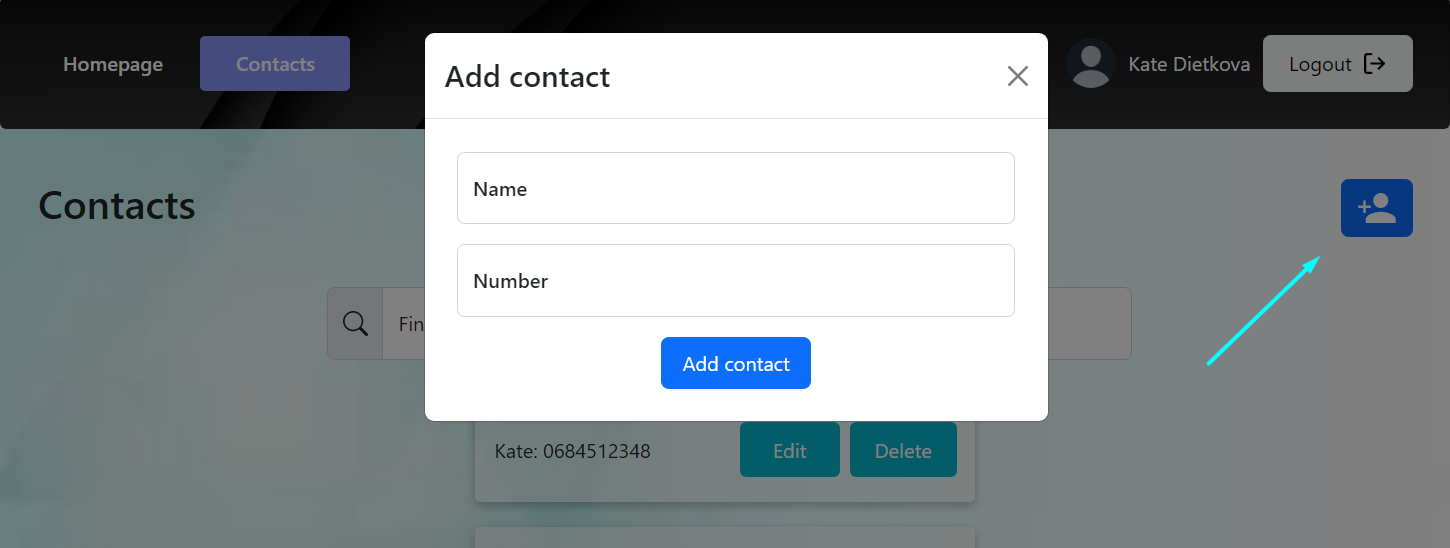 Homepage
Contacts
Kate Dietkova
Logout
Add contact
Name
Number
Add contact
Contacts
Fin
Kate: 0684512348
Edit
Delete